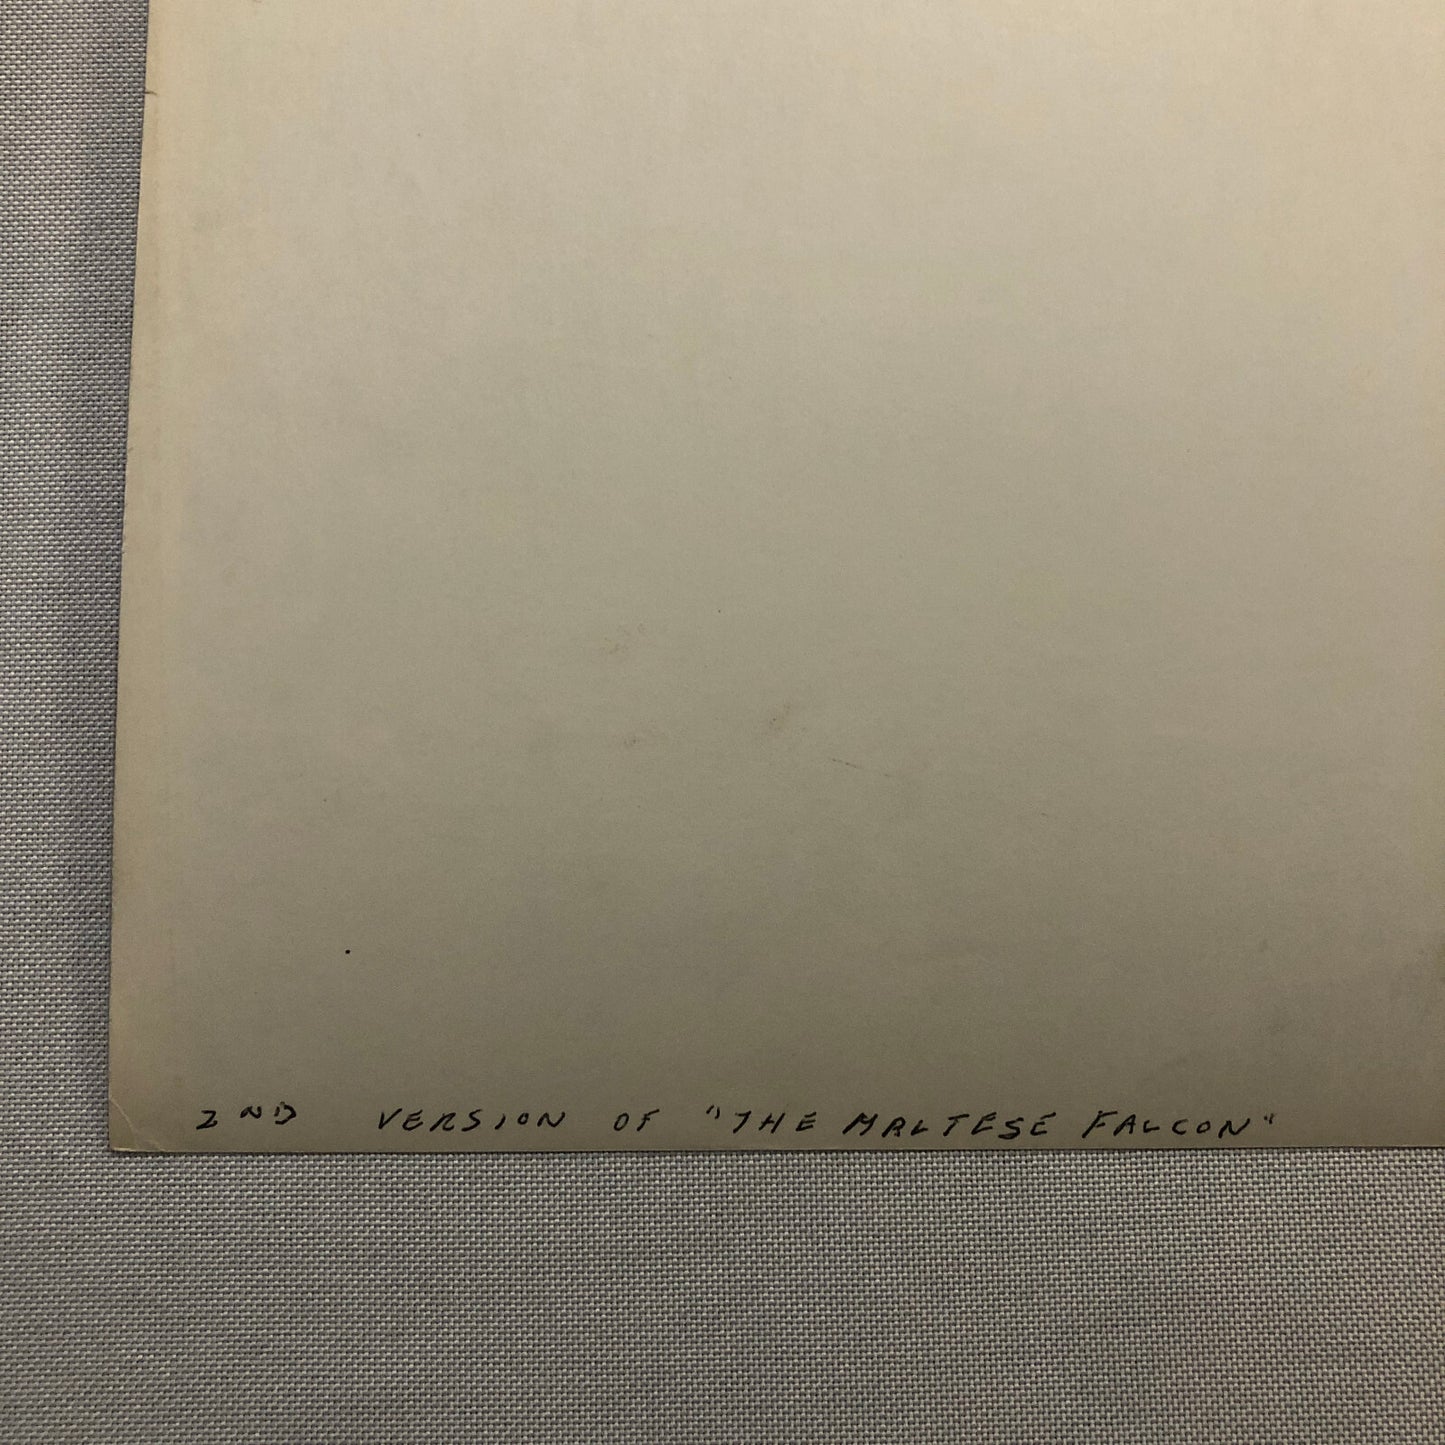 2ND VERSION OF "THE MALTESE FALCON"